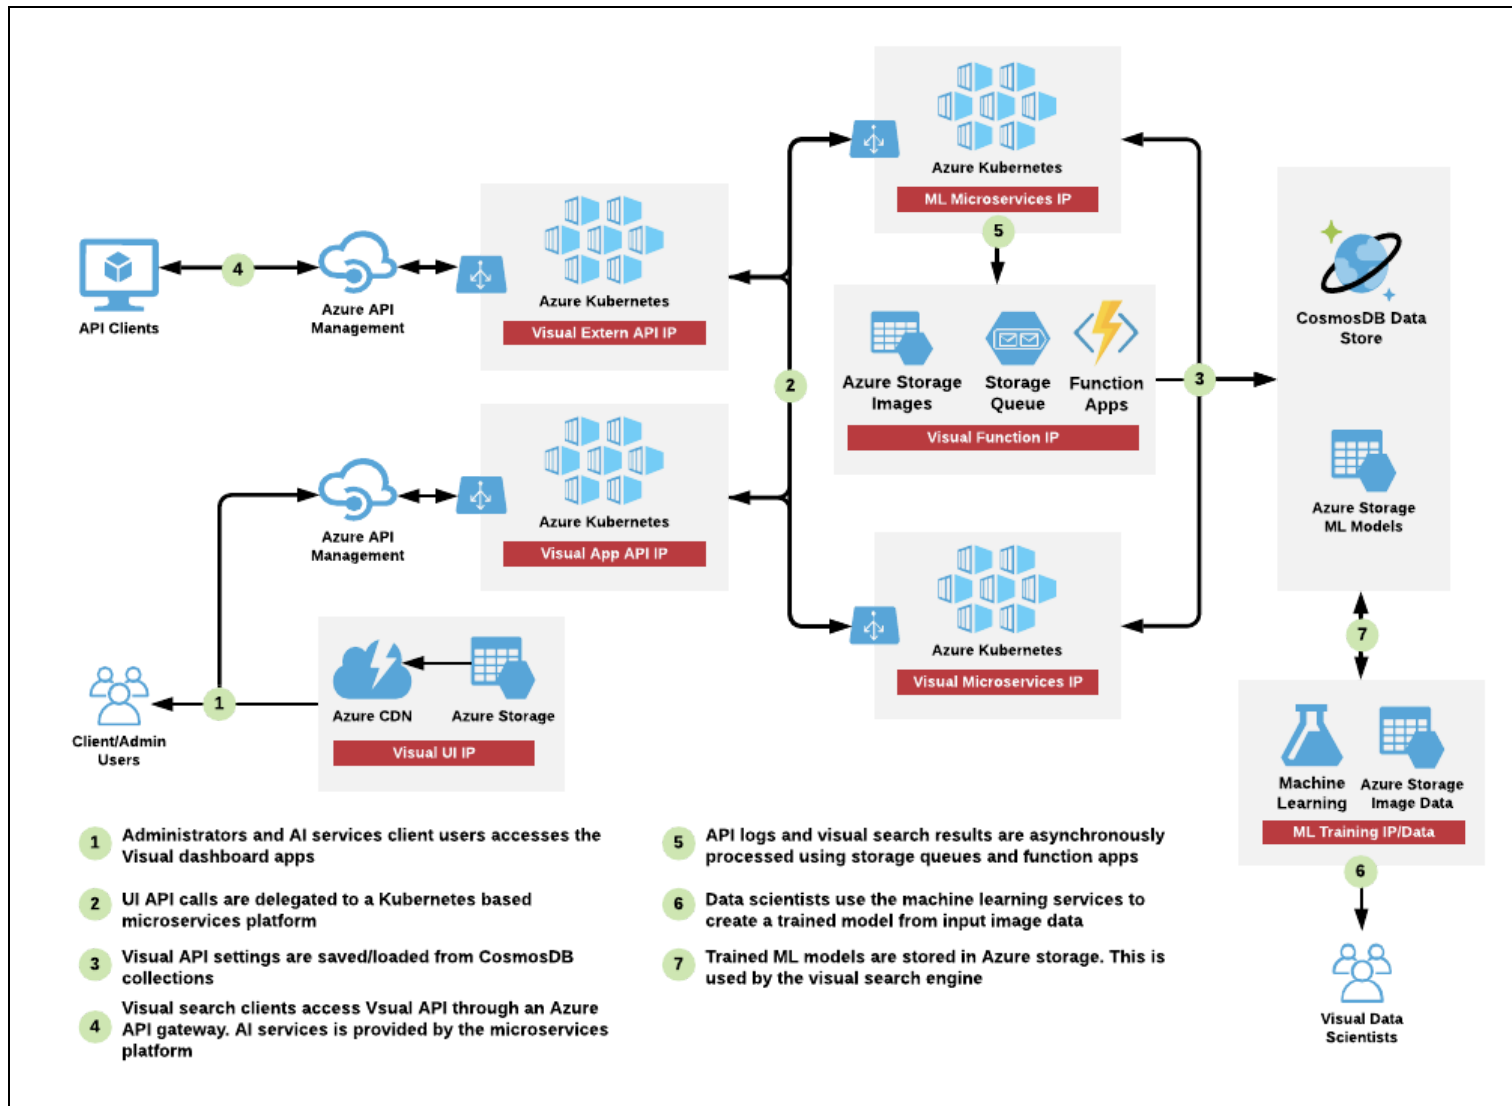 Azure Kubernetes
ML Microservices IP
5
API Clients
4
Azure API
Management
Azure Kubernetes
Visual Extern API IP
CosmosDB Data
Store
2
Azure Storage
Images
Storage
Queue
Function
Apps
Visual Function IP
3
Azure API
Management
Azure Kubernetes
Visual App API IP
Azure Storage
ML Models
Azure Kubernetes
Visual Microservices IP
7
Client/Admin
Users
1
Azure CDN
Azure Storage
Visual UI IP
Machine
Learning
Azure Storage
Image Data
ML Training IP/Data
6
Visual Data
Scientists
1
Administrators and AI services client users accesses the
Visual dashboard apps
2
UI API calls are delegated to a Kubernetes based
microservices platform
3
Visual API settings are saved/loaded from CosmosDB
collections
4
Visual search clients access Vsual API through an Azure
API gateway. AI services is provided by the microservices
platform
5
API logs and visual search results are asynchronously
processed using storage queues and function apps
6
Data scientists use the machine learning services to
create a trained model from input image data
7
Trained ML models are stored in Azure storage. This is
used by the visual search engine